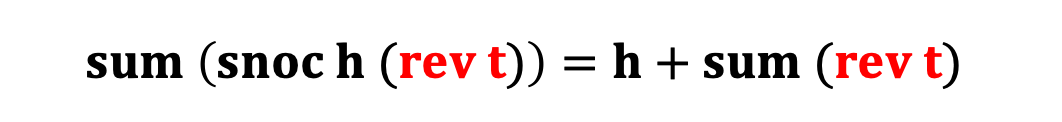 sum (snoc h (rev t)) = h + sum (rev t)